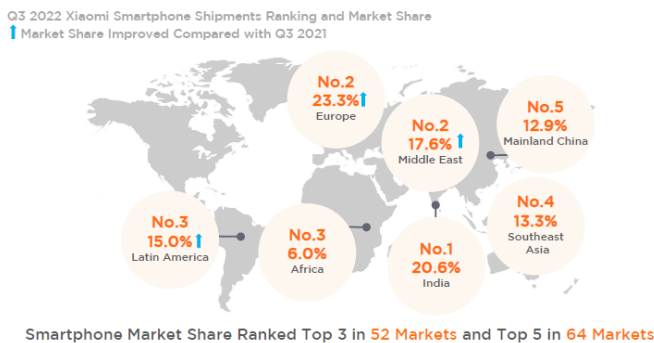 Q3 2022 Xiaomi Smartphone Shipments Ranking and Market Share
Market Share Improved Compared with Q3 2021
No.2
23.3%
Europe
No.2
17.6%
Middle East
No.5
12.9%
Mainland China
No.3
15.0%
Latin America
No.3
6.0%
Africa
No.1
20.6%
India
No.4
13.3%
Southeast
Asia
Smartphone Market Share Ranked Top 3 in 52 Markets and Top 5 in 64 Markets